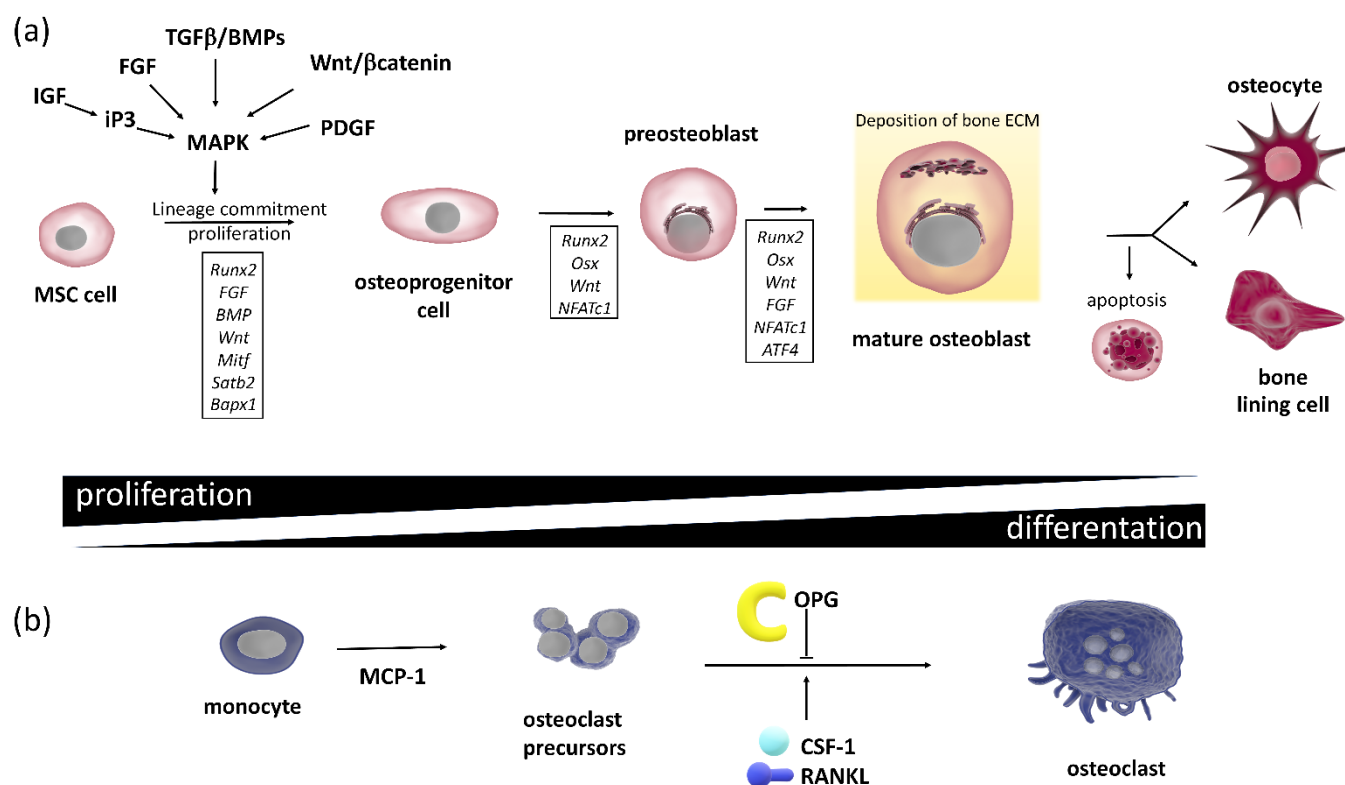 (a)
TGFβ/BMPs
FGF
Wnt/βcatenin
IGF
iP3
MAPK
PDGF
Lineage commitment
proliferation
Runx2
FGF
BMP
Wnt
Mitf
Satb2
Bapx1
MSC cell
osteoprogenitor
cell
Runx2
Osx
Wnt
NFATc1
preosteoblast
Runx2
Osx
Wnt
FGF
NFATc1
ATF4
Deposition of bone ECM
mature osteoblast
apoptosis
osteocyte
bone
lining cell
proliferation
differentation
(b)
monocyte
MCP-1
osteoclast
precursors
OPG
CSF-1
RANKL
osteoclast